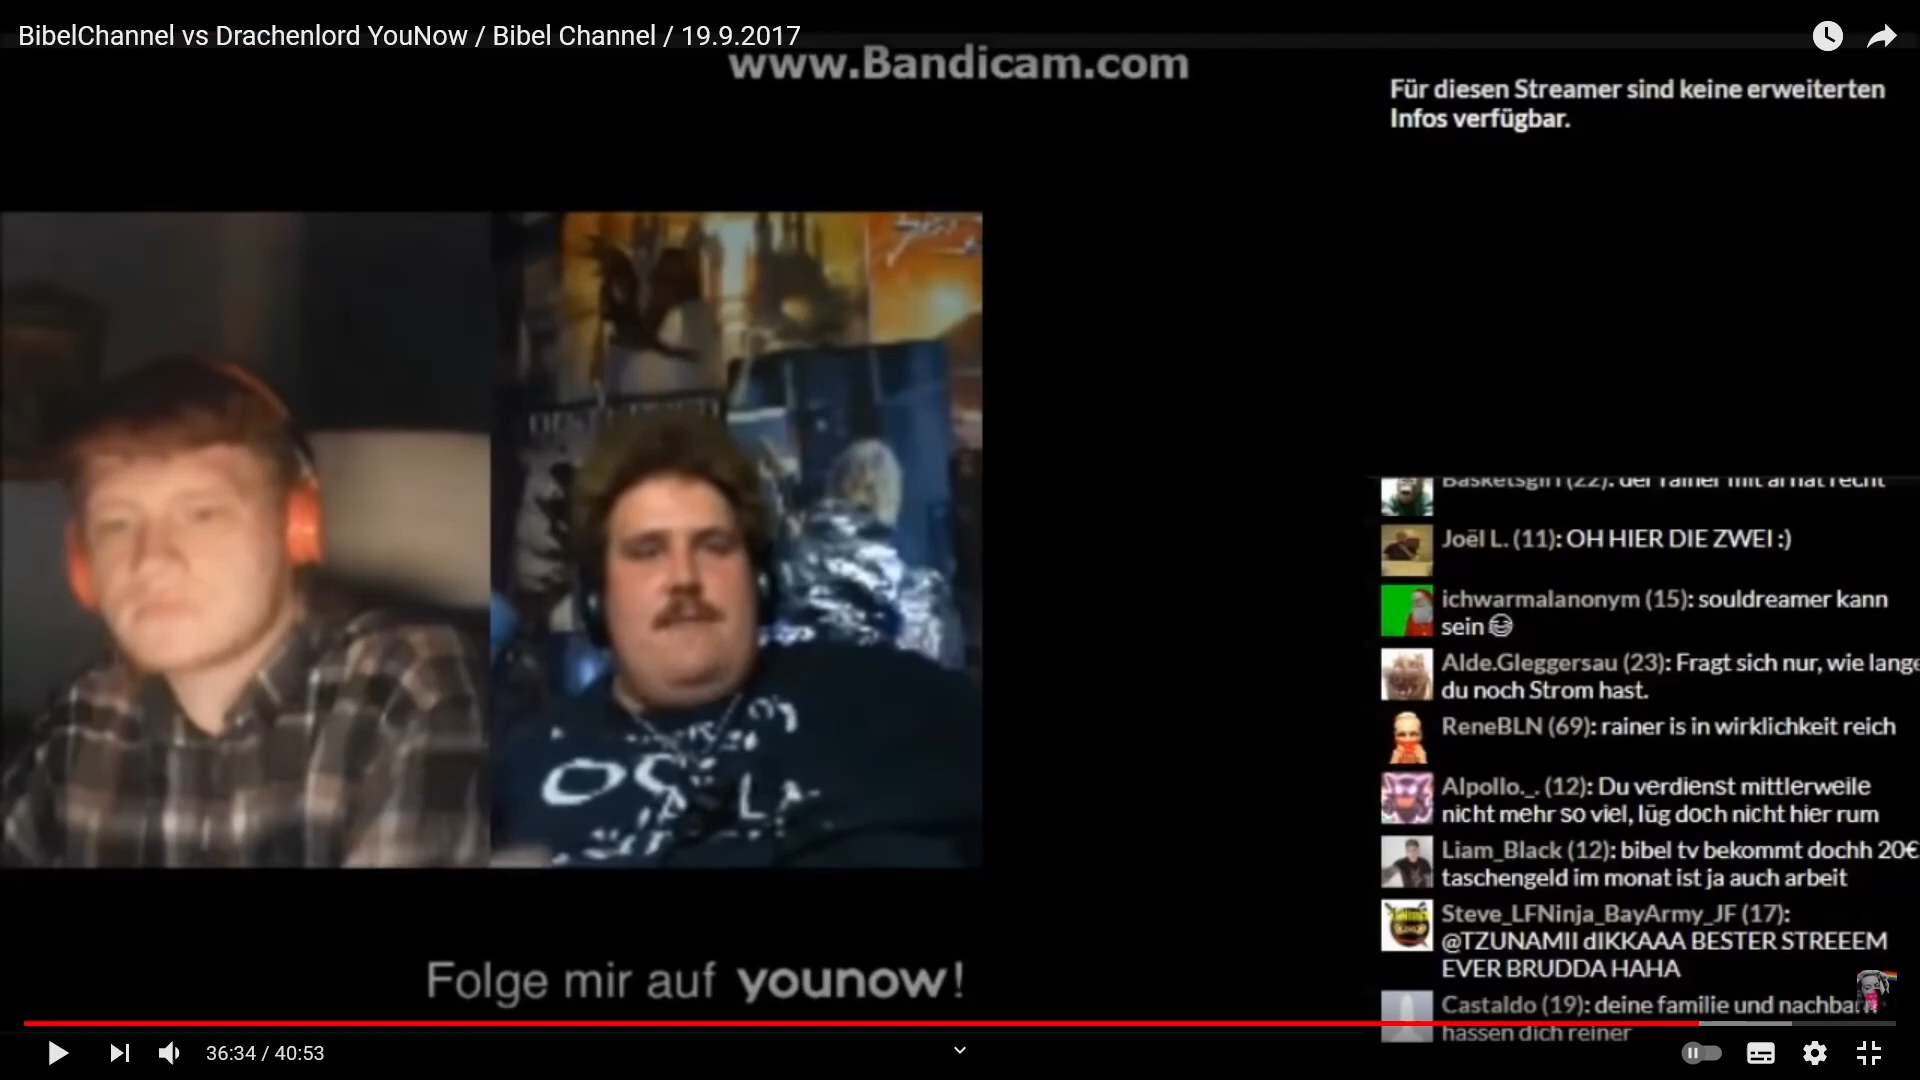 BibelChannel vs Drachenlord YouNow / Bibel Channel / 19.9.2017
www.Bandicam.com
Für diesen Streamer sind keine erweiterten
Infos verfügbar.
Basketsgirl (22): der rainer mit
Joël L. (11): OH HIER DIE ZWEI :)
ichwarmalanonym (15): souldreamer kann
sein 😂
Alde.Gleggersau (23): Fragt sich nur, wie lange
du noch Strom hast.
ReneBLN (69): rainer is in wirklichkeit reich
Alpollo._. (12): Du verdienst mittlerweile
nicht mehr so viel, lüg doch nicht hier rum
Liam_Black (12): bibel tv bekommt dochh 20€
taschengeld im monat ist ja auch arbeit
Steve_LFNinja_BayArmy_JF (17):
@TZUNAMII dIKKAAA BESTER STREEEM
EVER BRUDDA HAHA
Castaldo (19): deine familie und nachba
hassen dich reiner
Folge mir auf younow!
36:34 / 40:53